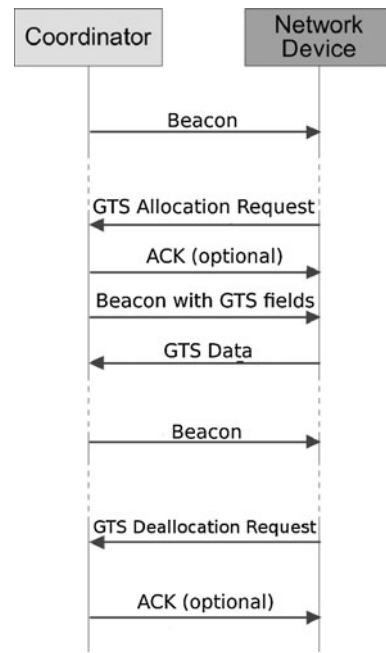 Coordinator
Network
Device
Beacon
GTS Allocation Request
ACK (optional)
Beacon with GTS fields
GTS Data
Beacon
GTS Deallocation Request
ACK (optional)